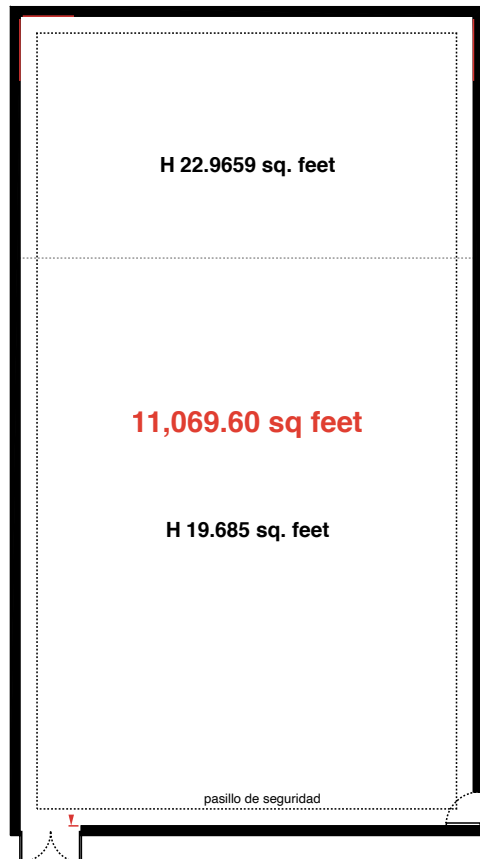 H 22.9659 sq. feet
11,069.60 sq feet
H 19.685 sq. feet
pasillo de seguridad